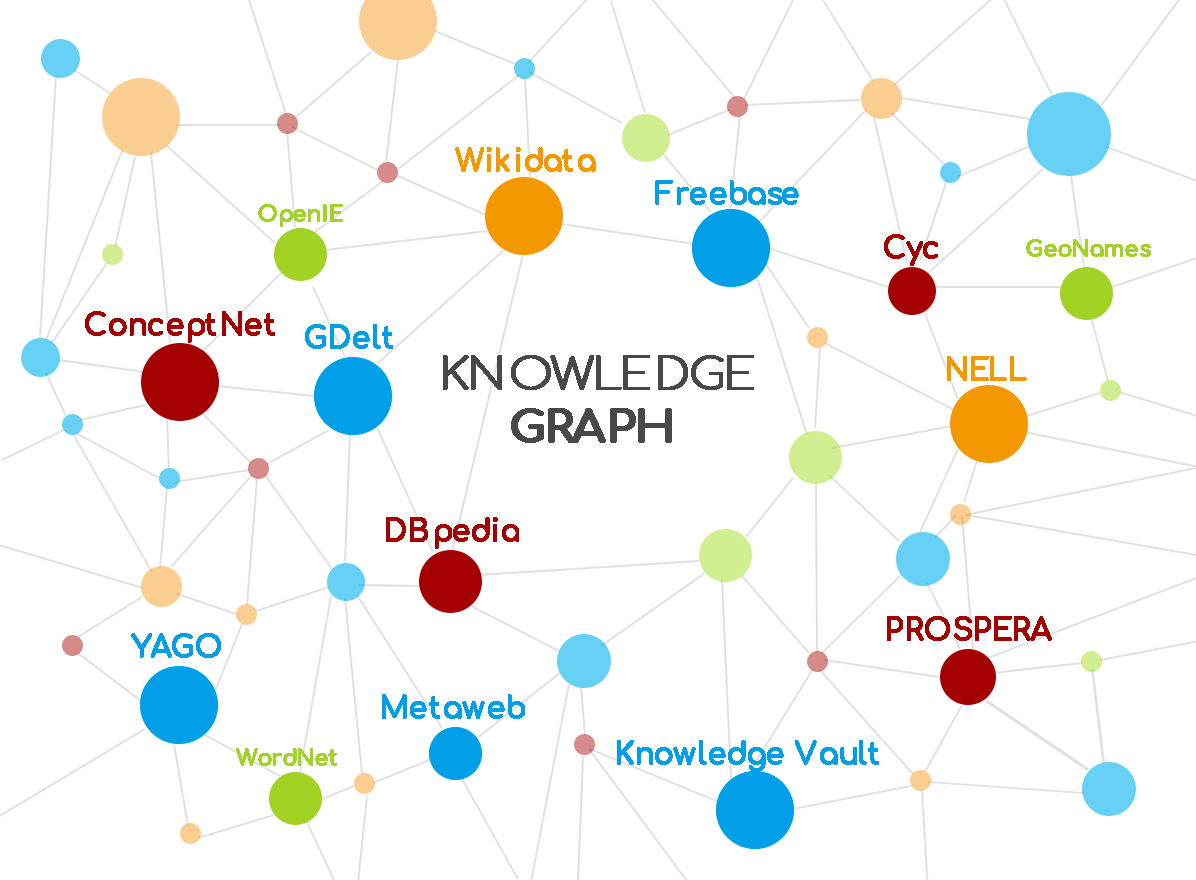 Wikidata
Freebase
OpenIE
Cyc
GeoNames
ConceptNet
GDelt
KNOWLEDGE
GRAPH
NELL
DBpedia
PROSPERA
YAGO
Metaweb
WordNet
Knowledge Vault